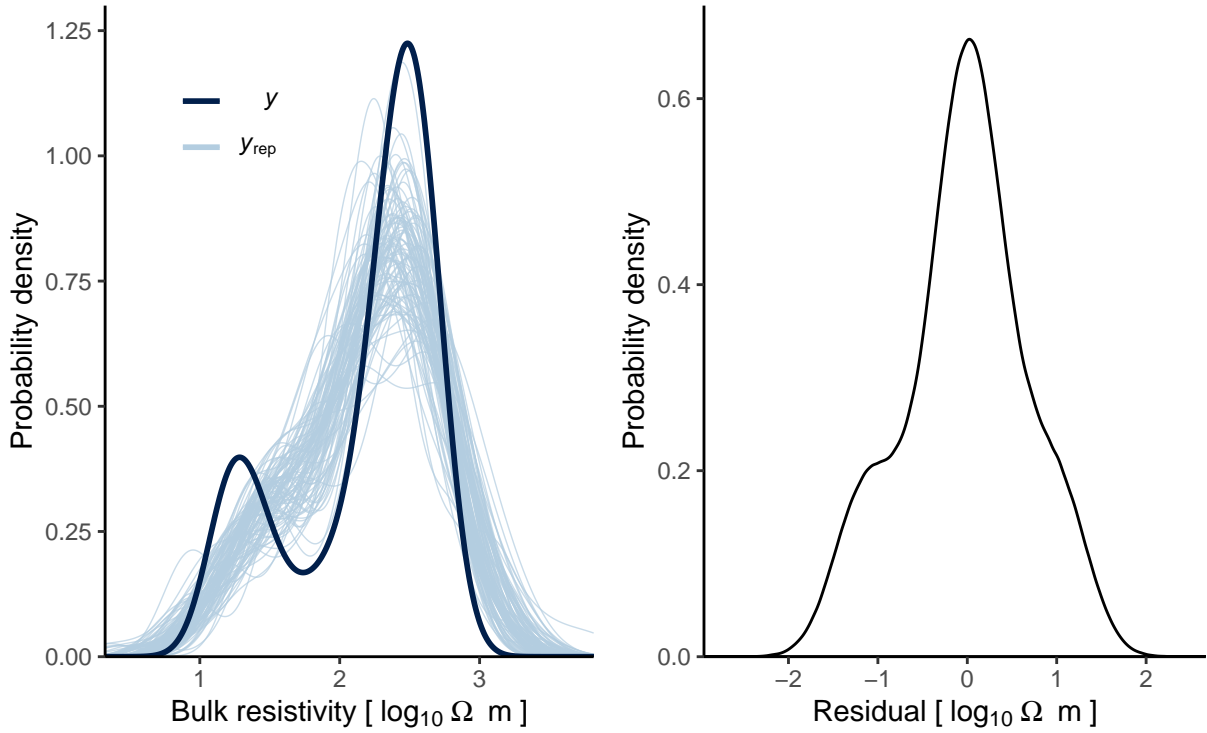 1.25
1.00
0.75
0.50
0.25
0.00
Probability density
y
y_rep
1 2 3
Bulk resistivity [ log₁₀ Ω m ]
0.6
0.4
0.2
0.0
Probability density
−2 −1 0 1 2
Residual [ log₁₀ Ω m ]